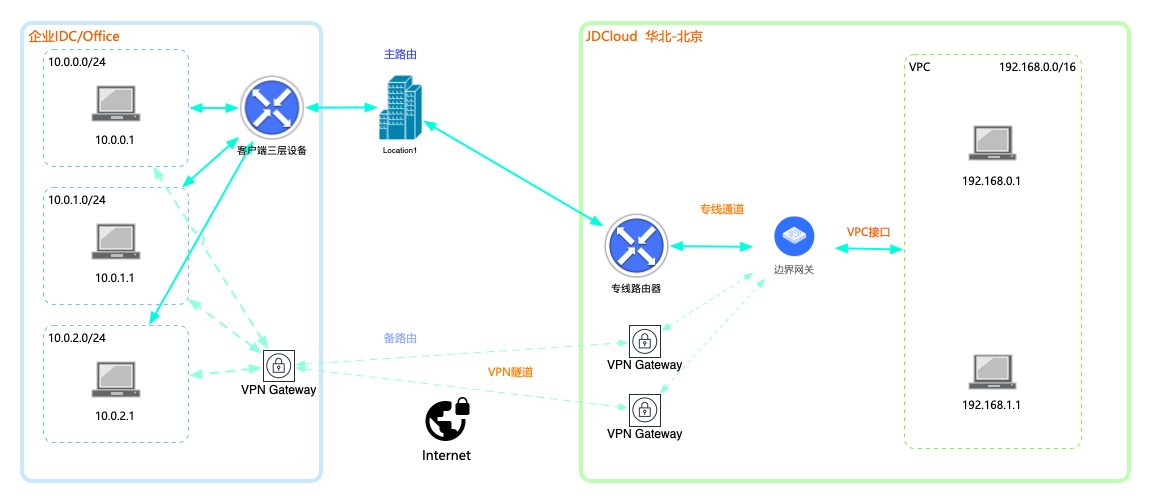 企业IDC/Office
10.0.0.0/24
10.0.0.1
客户端三层设备
10.0.1.0/24
10.0.1.1
10.0.2.0/24
10.0.2.1
VPN Gateway
主路由
Location1
备路由
VPN隧道
Internet
JDCloud 华北-北京
专线路由器
专线通道
边界网关
VPC接口
VPN Gateway
VPN Gateway
VPC
192.168.0.0/16
192.168.0.1
192.168.1.1